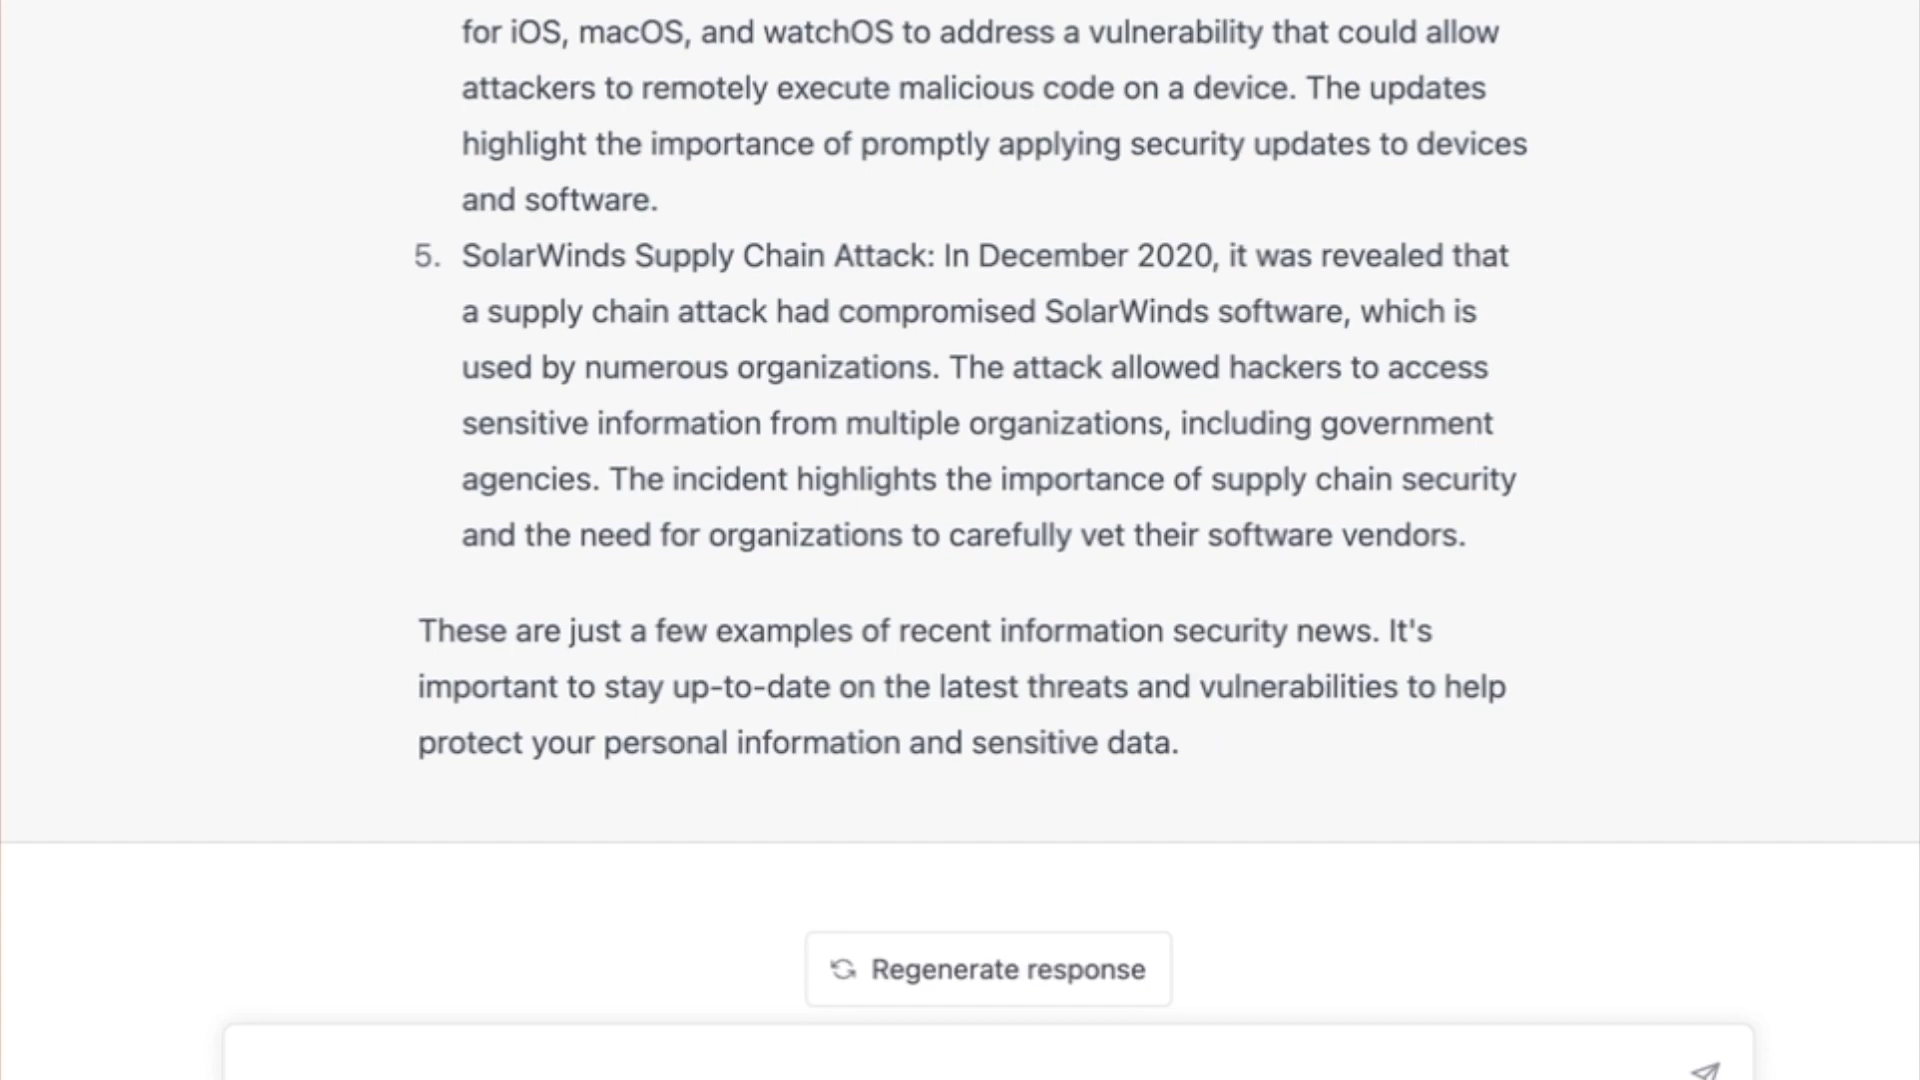 for iOS, macOS, and watchOS to address a vulnerability that could allow
attackers to remotely execute malicious code on a device. The updates
highlight the importance of promptly applying security updates to devices
and software.
5. SolarWinds Supply Chain Attack: In December 2020, it was revealed that
a supply chain attack had compromised SolarWinds software, which is
used by numerous organizations. The attack allowed hackers to access
sensitive information from multiple organizations, including government
agencies. The incident highlights the importance of supply chain security
and the need for organizations to carefully vet their software vendors.
These are just a few examples of recent information security news. It's
important to stay up-to-date on the latest threats and vulnerabilities to help
protect your personal information and sensitive data.
Regenerate response